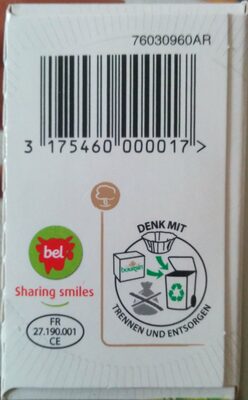 76030960AR
3 175460 000017 >
bel
Sharing smiles
DENK MIT
boursin
TRENNEN UND ENTSORGEN
FR
27.190.001
CE